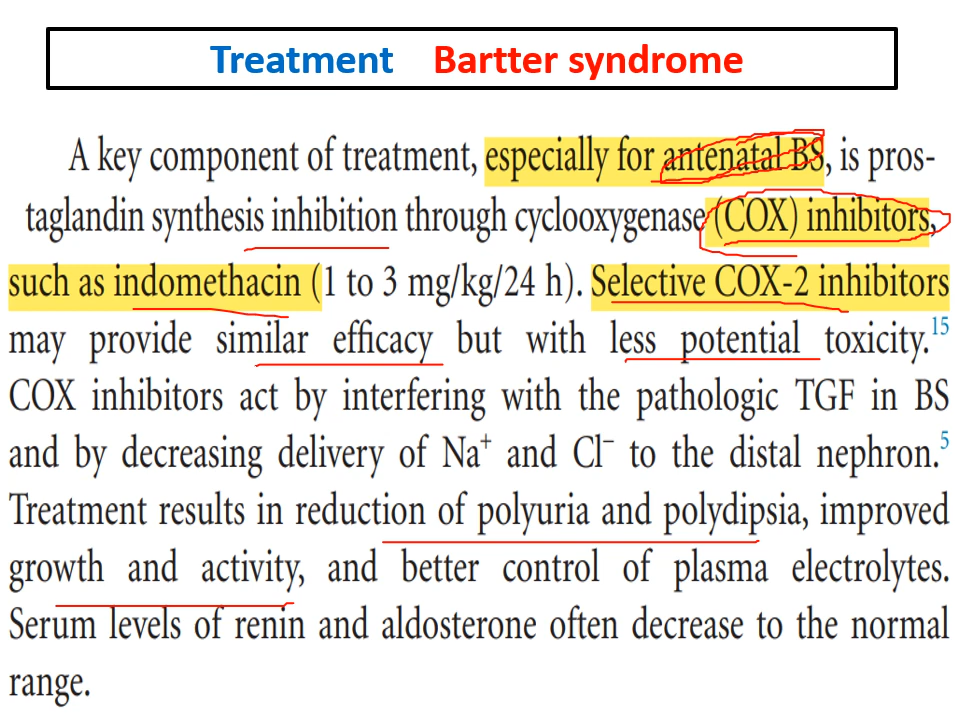 Treatment Bartter syndrome
A key component of treatment, especially for antenatal BS, is pros-
taglandin synthesis inhibition through cyclooxygenase (COX) inhibitors,
such as indomethacin (1 to 3 mg/kg/24 h). Selective COX-2 inhibitors
may provide similar efficacy but with less potential toxicity.15
COX inhibitors act by interfering with the pathologic TGF in BS
and by decreasing delivery of Na+ and Cl− to the distal nephron.5
Treatment results in reduction of polyuria and polydipsia, improved
growth and activity, and better control of plasma electrolytes.
Serum levels of renin and aldosterone often decrease to the normal
range.